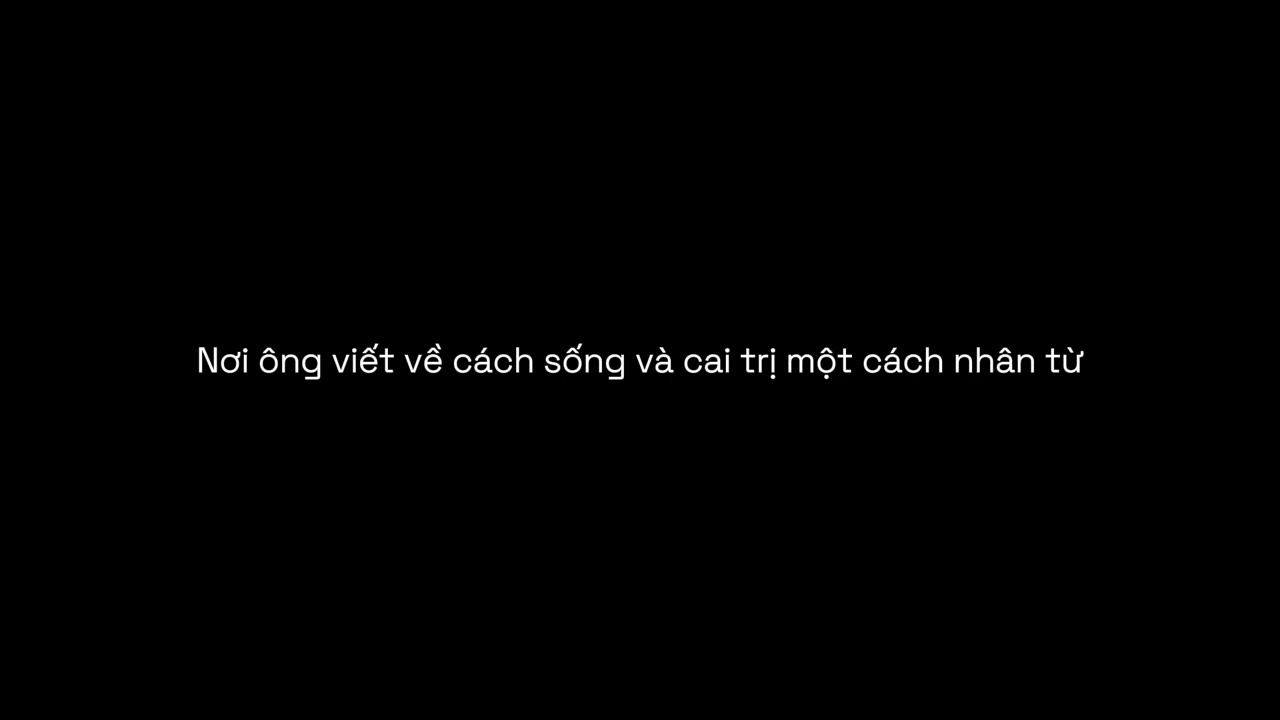 Nơi ông viết về cách sống và cai trị một cách nhân từ